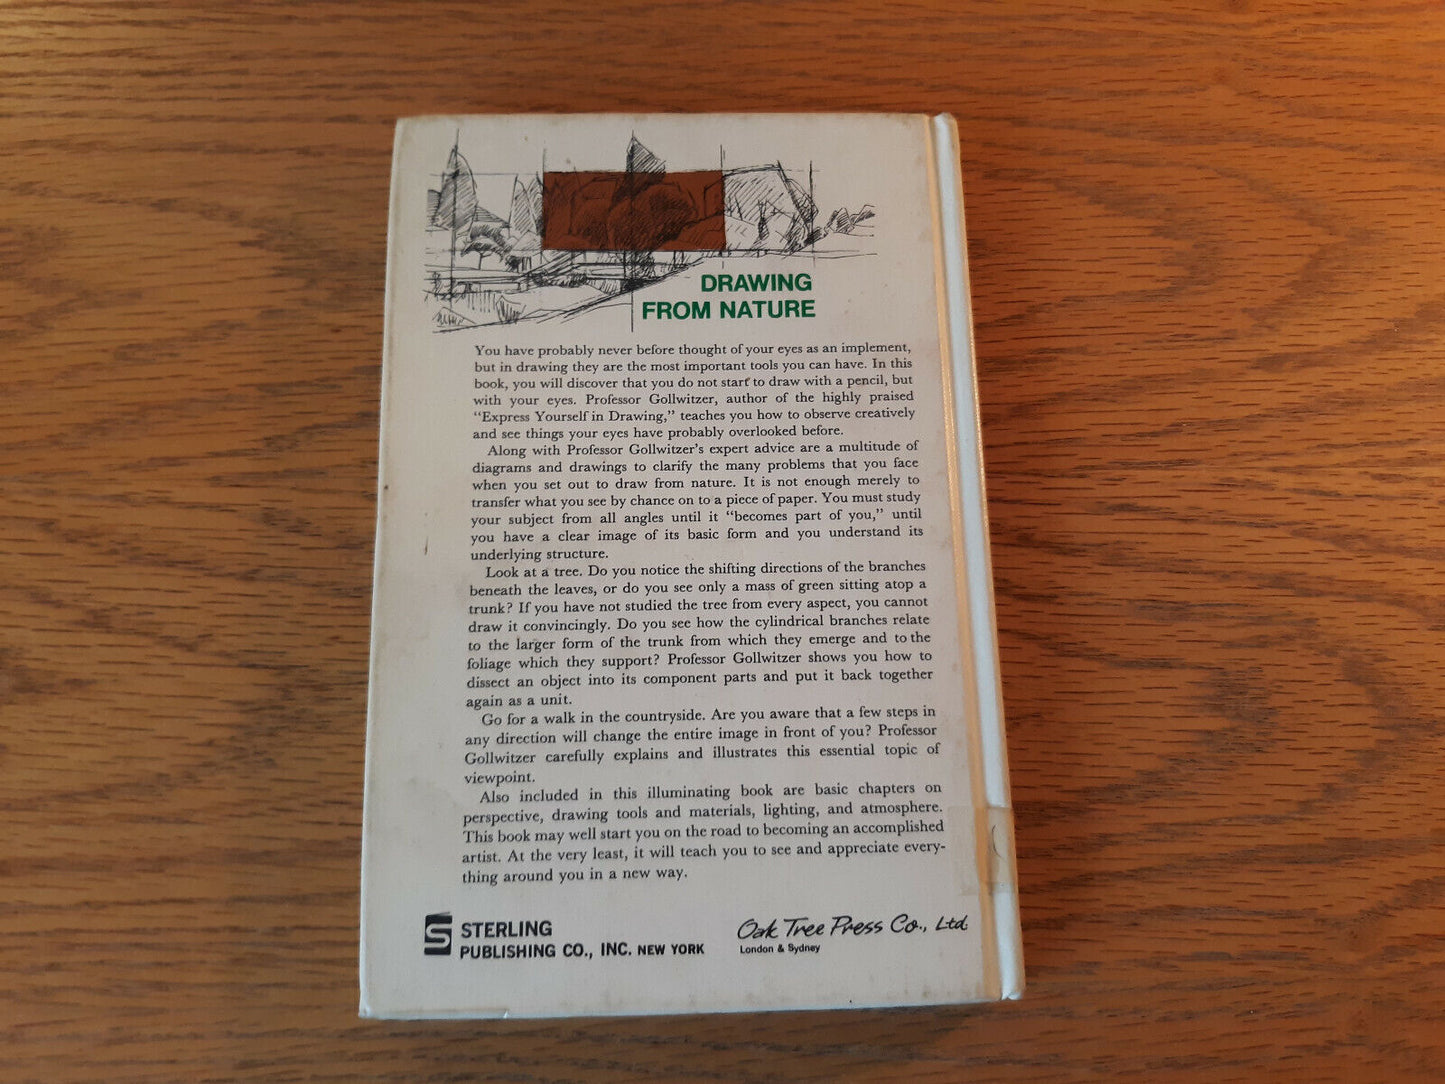 DRAWING
FROM NATURE
You have probably never before thought of your eyes as an implement,
but in drawing they are the most important tools you can have. In this
book, you will discover that you do not start to draw with a pencil, but
with your eyes. Professor Gollwitzer, author of the highly praised
“Express Yourself in Drawing,” teaches you how to observe creatively
and see things your eyes have probably overlooked before.
Along with Professor Gollwitzer’s expert advice are a multitude of
diagrams and drawings to clarify the many problems that you face
when you set out to draw from nature. It is not enough merely to
transfer what you see by chance on to a piece of paper. You must study
your subject from all angles until it “becomes part of you,” until
you have a clear image of its basic form and you understand its
underlying structure.
Look at a tree. Do you notice the shifting directions of the branches
beneath the leaves, or do you see only a mass of green sitting atop a
trunk? If you have not studied the tree from every aspect, you cannot
draw it convincingly. Do you see how the cylindrical branches relate
to the larger form of the trunk from which they emerge and to the
foliage which they support? Professor Gollwitzer shows you how to
dissect an object into its component parts and put it back together
again as a unit.
Go for a walk in the countryside. Are you aware that a few steps in
any direction will change the entire image in front of you? Professor
Gollwitzer carefully explains and illustrates this essential topic of
viewpoint.
Also included in this illuminating book are basic chapters on
perspective, drawing tools and materials, lighting, and atmosphere.
This book may well start you on the road to becoming an accomplished
artist. At the very least, it will teach you to see and appreciate every-
thing around you in a new way.
S STERLING
PUBLISHING CO., INC. NEW YORK
Oak Tree Press Co., Ltd.
London & Sydney